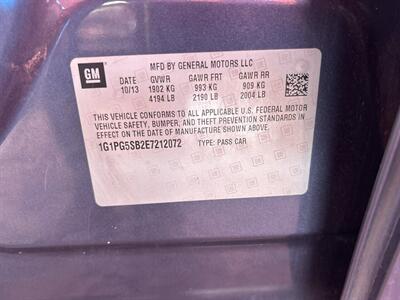 GM
MFD BY GENERAL MOTORS LLC
DATE GVWR GAWR FRT GAWR RR
10/13 1902 KG 993 KG 909 KG
4194 LB 2190 LB 2004 LB
THIS VEHICLE CONFORMS TO ALL APPLICABLE U.S. FEDERAL MOTOR
VEHICLE SAFETY, BUMPER, AND THEFT PREVENTION STANDARDS IN
EFFECT ON THE DATE OF MANUFACTURE SHOWN ABOVE.
1G1PG5SB2E7212072 TYPE: PASS CAR